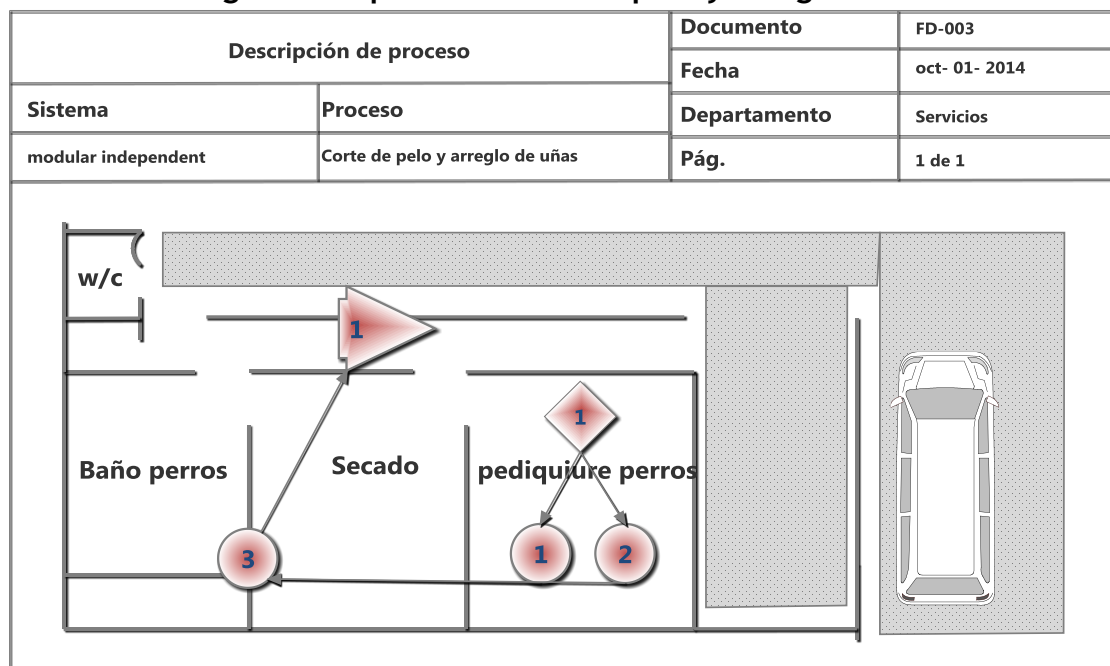 Descripción de proceso
Documento
FD-003
Fecha
oct- 01- 2014
Sistema
Proceso
Departamento
Servicios
modular independent
Corte de pelo y arreglo de uñas
Pág.
1 de 1
w/c
1
1
Baño perros
Secado
pediquiure perros
3
1
2